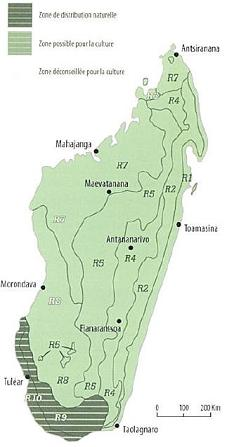 Zone de distribution naturelle
Zone possible pour la culture
Zone déconseillée pour la culture
Antsiranana
R7
R4
Mahajanga
R7
Maevatanana
R1
R2
R5
R7
Toamasina
Antananarivo
R4
R5
R2
Morondava
R8
Fianarantsoa
R6
Tuléar
R8
R5
R4
R10
R9
Taolagnaro
0 100 200 Km